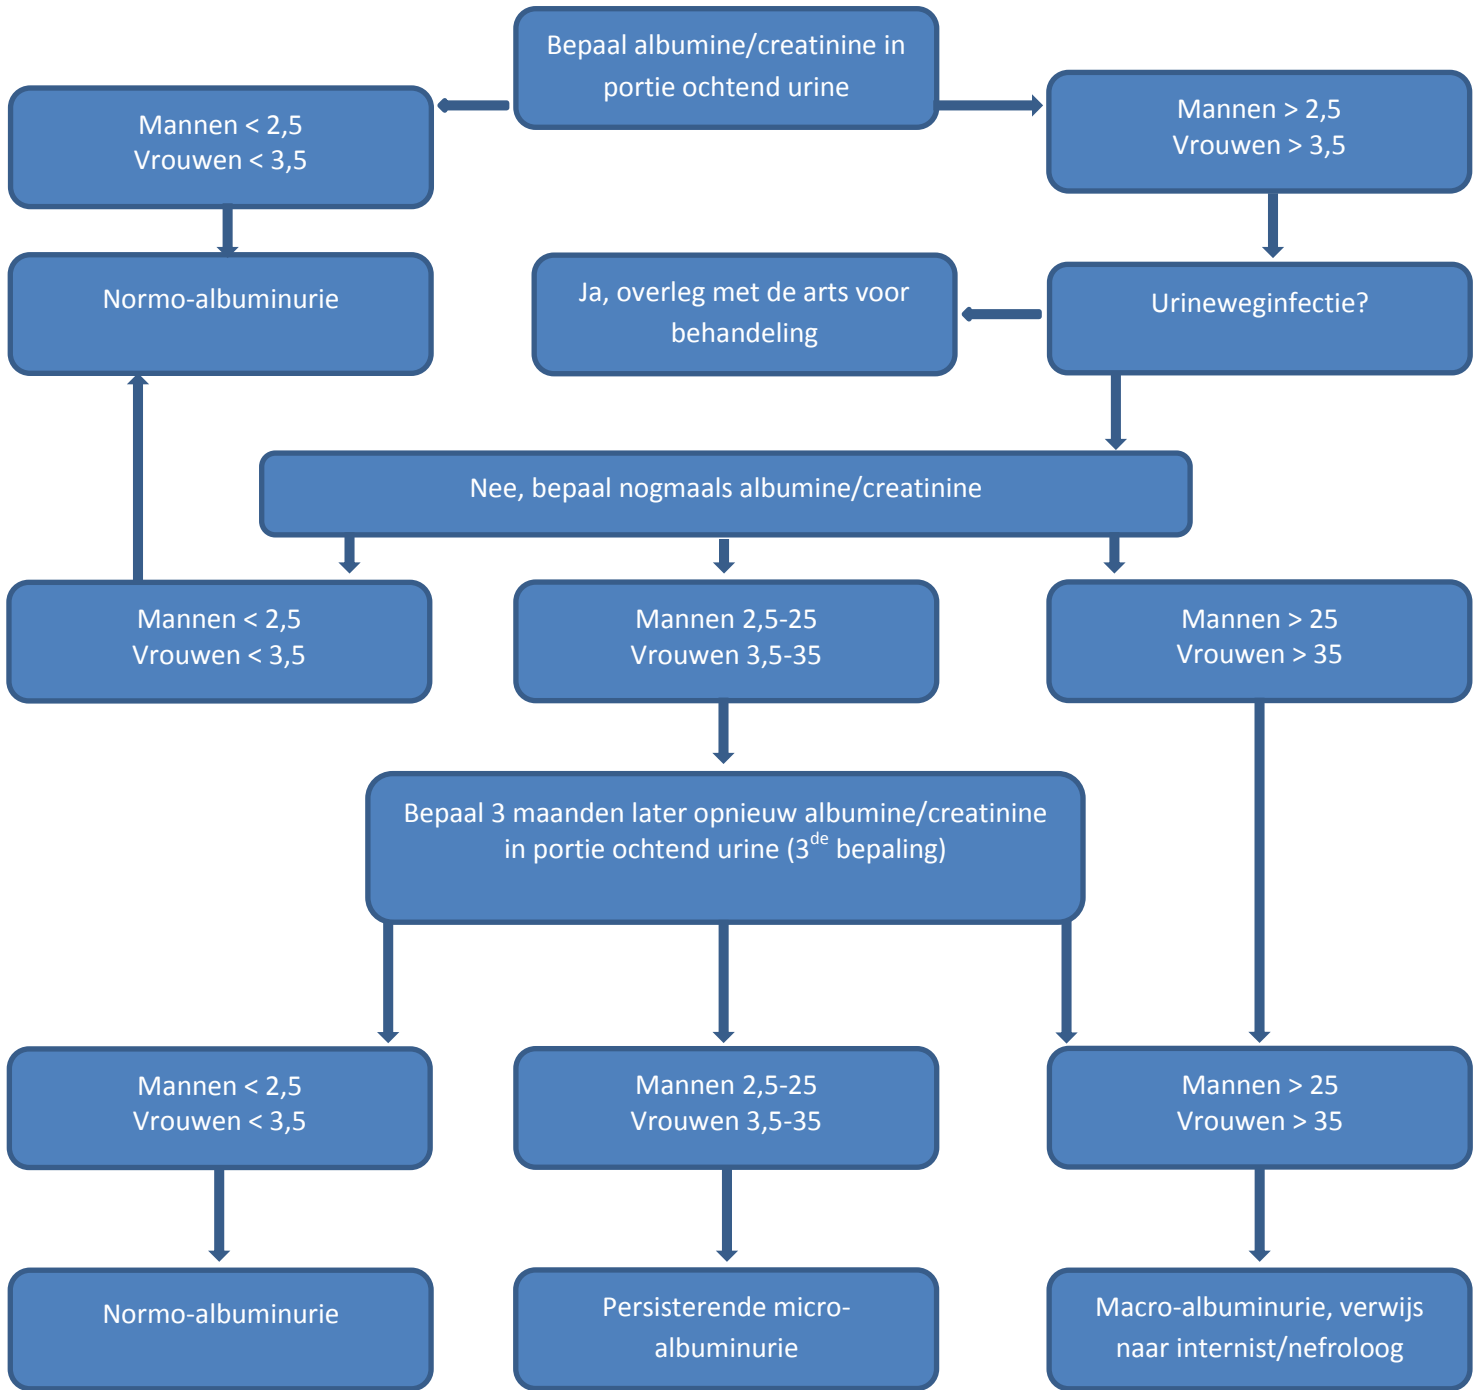 Bepaal albumine/creatinine in
portie ochtend urine
Mannen < 2,5
Vrouwen < 3,5
Mannen > 2,5
Vrouwen > 3,5
Normo-albuminurie
Ja, overleg met de arts voor
behandeling
Urineweginfectie?
Nee, bepaal nogmaals albumine/creatinine
Mannen < 2,5
Vrouwen < 3,5
Mannen 2,5-25
Vrouwen 3,5-35
Mannen > 25
Vrouwen > 35
Bepaal 3 maanden later opnieuw albumine/creatinine
in portie ochtend urine (3de bepaling)
Mannen < 2,5
Vrouwen < 3,5
Mannen 2,5-25
Vrouwen 3,5-35
Mannen > 25
Vrouwen > 35
Normo-albuminurie
Persisterende micro-
albuminurie
Macro-albuminurie, verwijs
naar internist/nefroloog